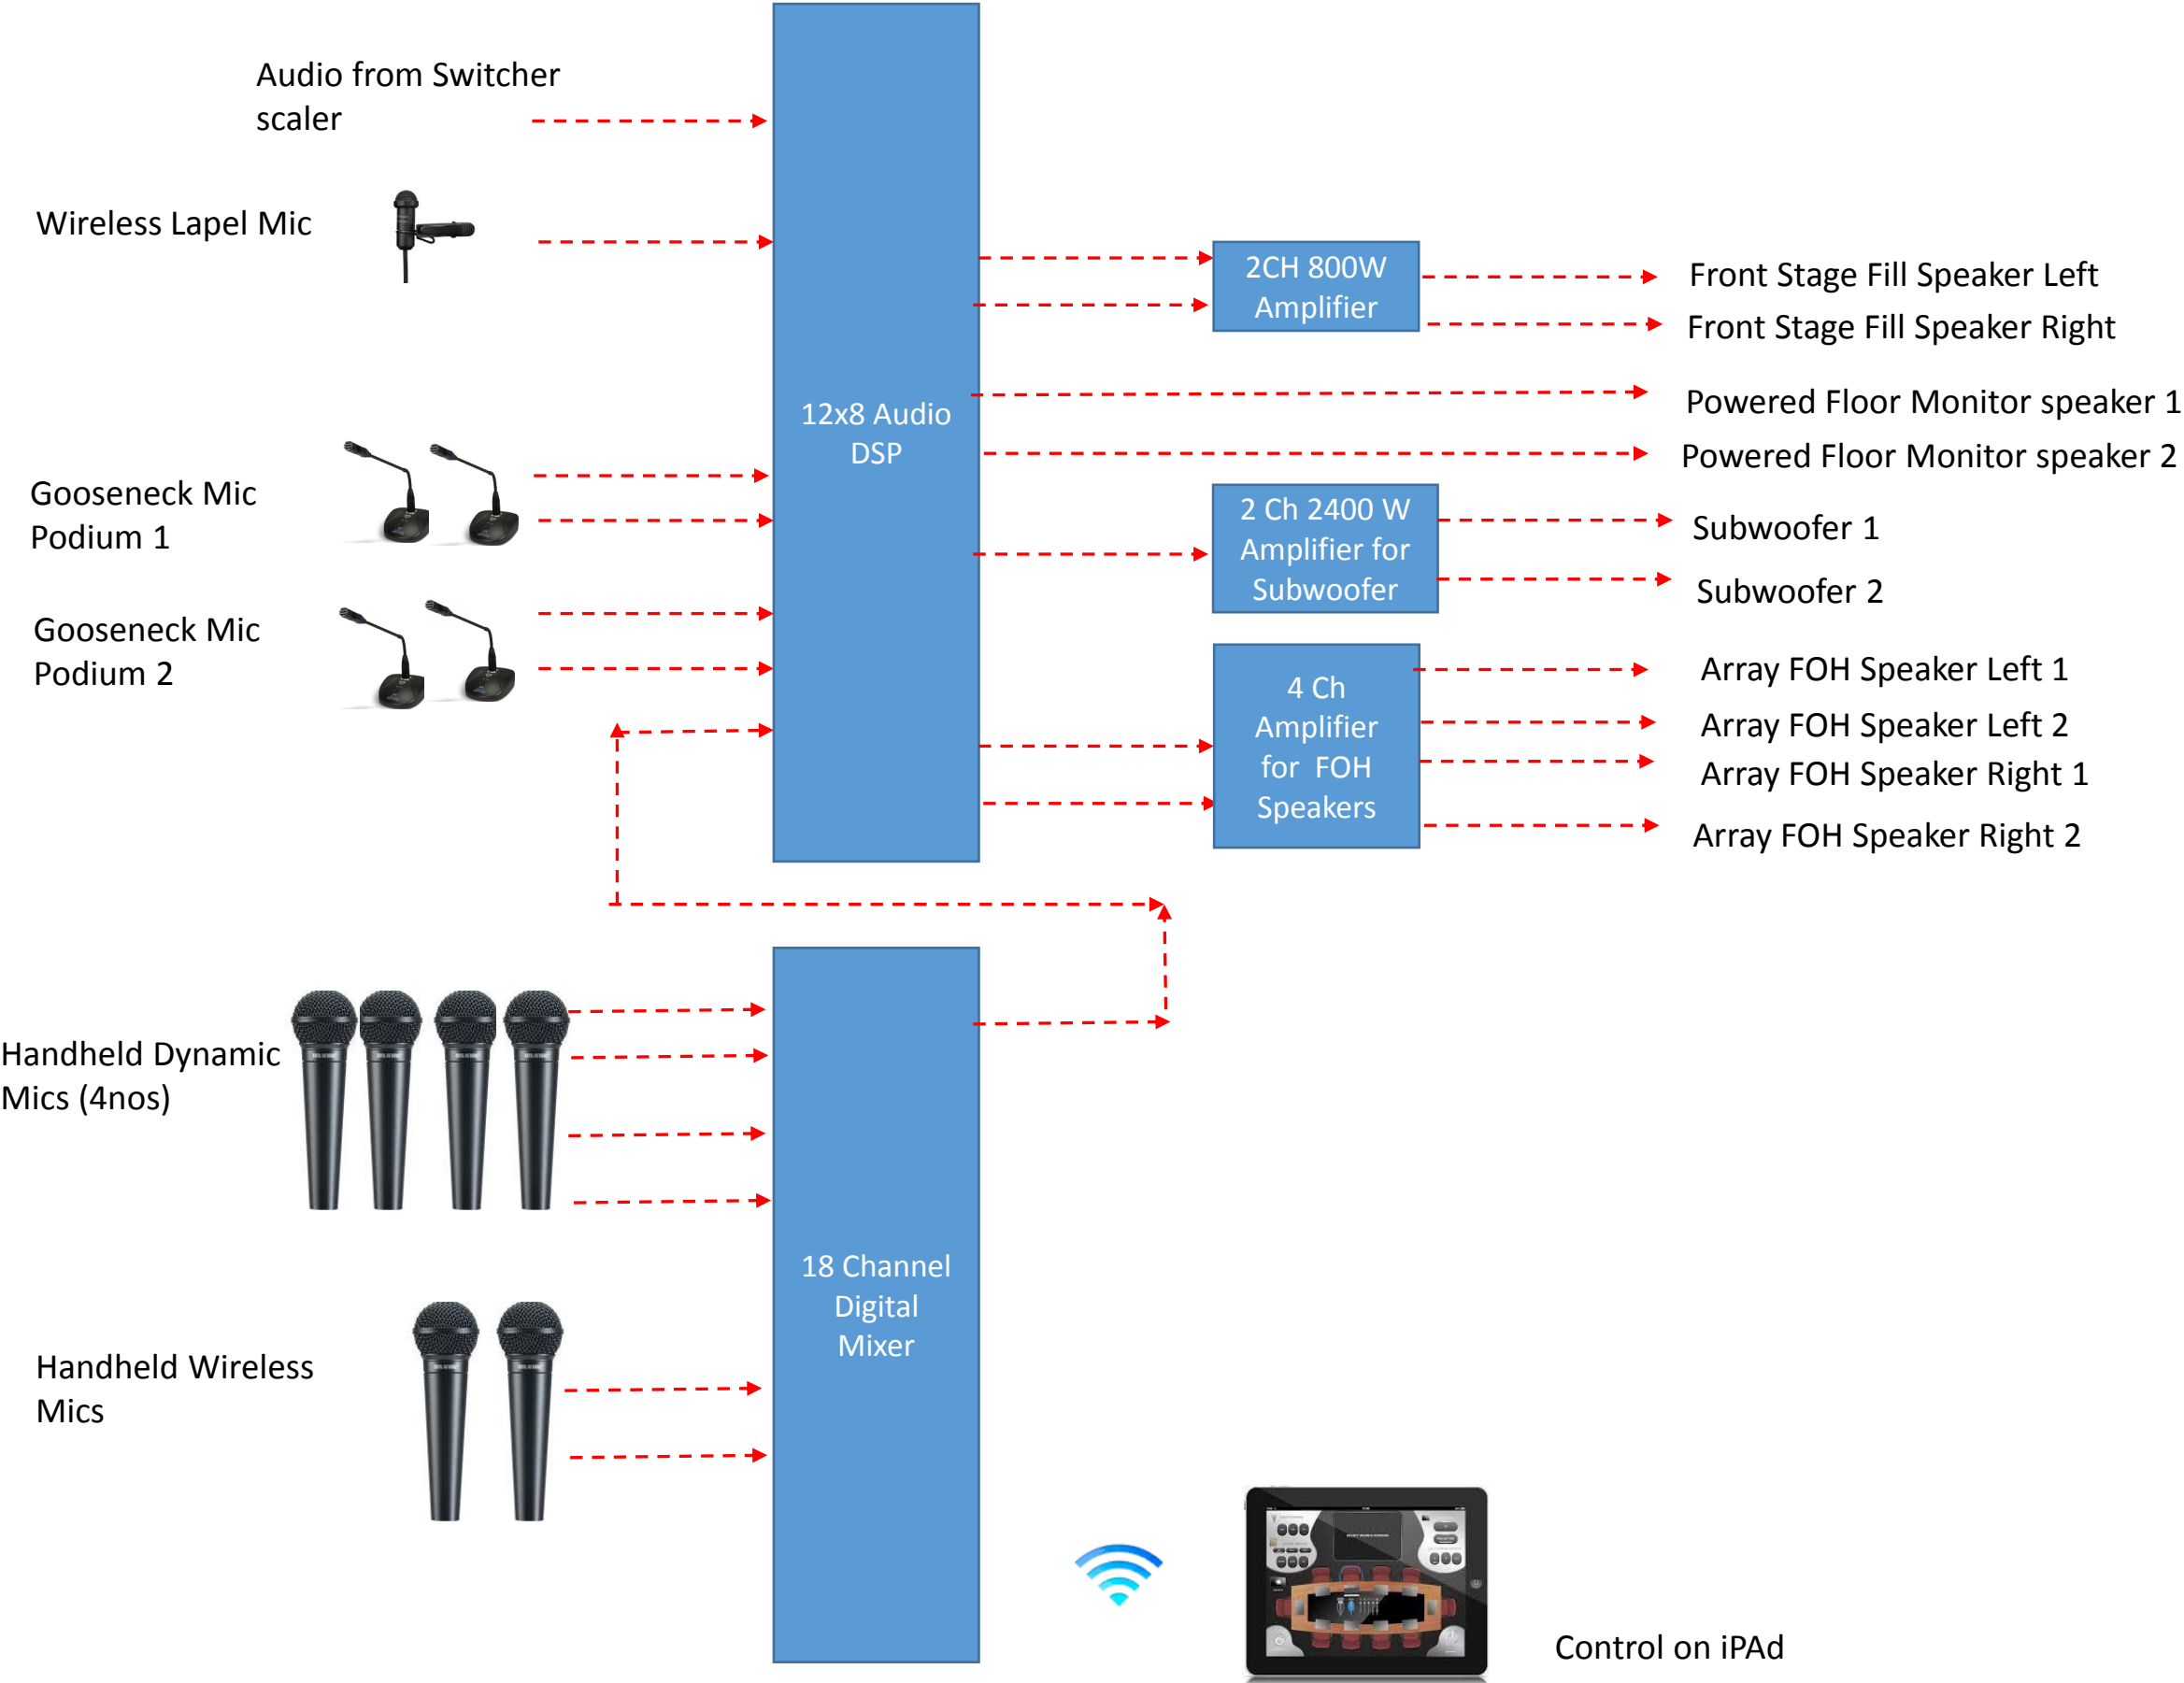 Audio from Switcher
scaler
Wireless Lapel Mic
2CH 800W
Amplifier
Front Stage Fill Speaker Left
Front Stage Fill Speaker Right
12x8 Audio
DSP
Powered Floor Monitor speaker 1
Powered Floor Monitor speaker 2
Gooseneck Mic
Podium 1
2 Ch 2400 W
Amplifier for
Subwoofer
Subwoofer 1
Subwoofer 2
Gooseneck Mic
Podium 2
4 Ch
Amplifier
for FOH
Speakers
Array FOH Speaker Left 1
Array FOH Speaker Left 2
Array FOH Speaker Right 1
Array FOH Speaker Right 2
Handheld Dynamic
Mics (4nos)
18 Channel
Digital
Mixer
Handheld Wireless
Mics
Control on iPAd